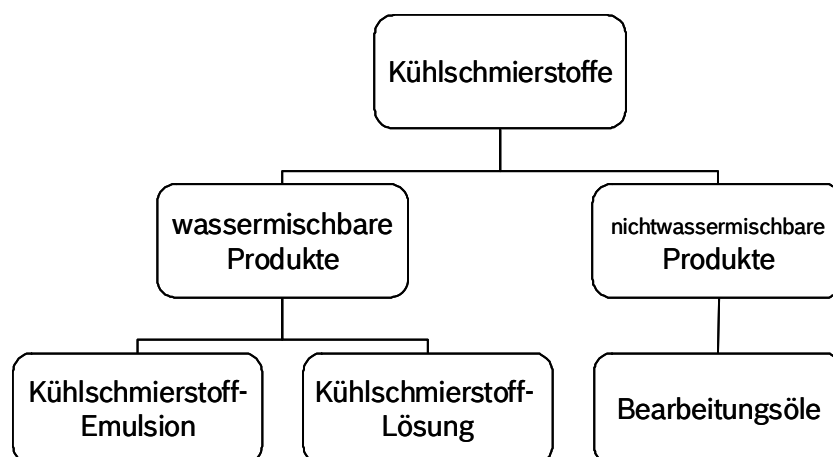 Kühlschmierstoffe
wassermischbare
Produkte
nichtwassermischbare
Produkte
Kühlschmierstoff-
Emulsion
Kühlschmierstoff-
Lösung
Bearbeitungsöle